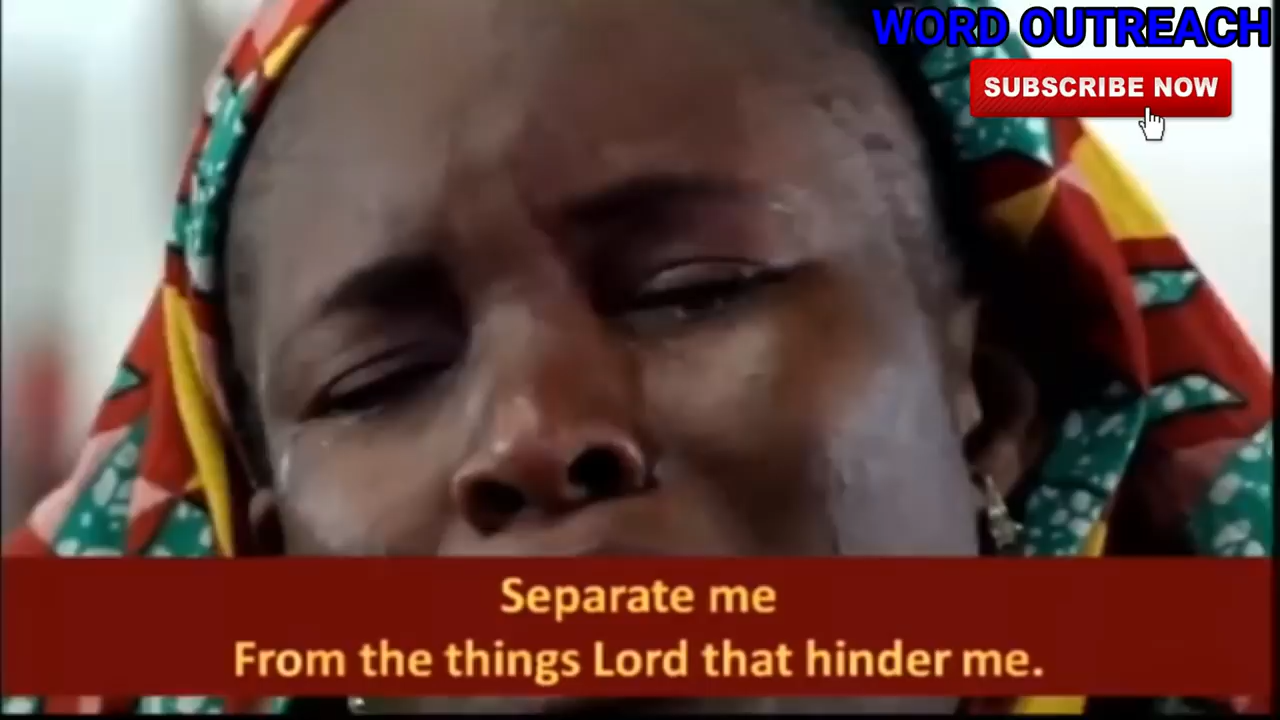 WORD OUTREACH
SUBSCRIBE NOW
Separate me
From the things Lord that hinder me.